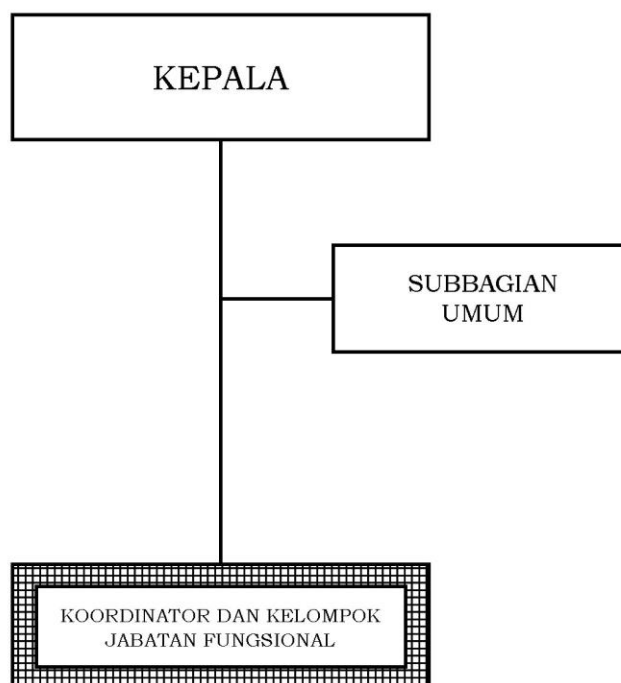 KEPALA
SUBBAGIAN
UMUM
KOORDINATOR DAN KELOMPOK
JABATAN FUNGSIONAL